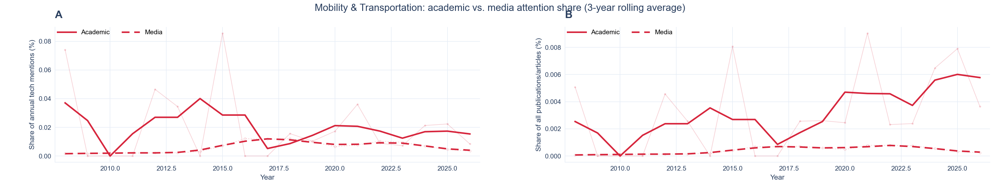 Mobility & Transportation: academic vs. media attention share (3-year rolling average)
A
Academic Media
Share of annual tech mentions (%)
0.08
0.06
0.04
0.02
0.00
2010.0 2012.5 2015.0 2017.5 2020.0 2022.5 2025.0
Year
B
Academic Media
Share of all publications/articles (%)
0.008
0.006
0.004
0.002
0.000
2010.0 2012.5 2015.0 2017.5 2020.0 2022.5 2025.0
Year